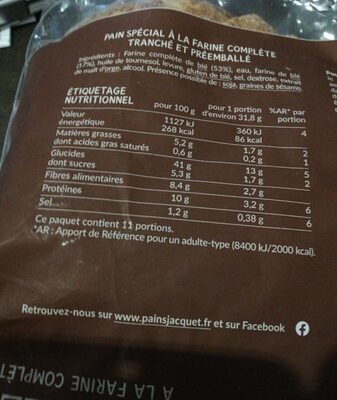 PAIN SPÉCIAL À LA FARINE COMPLÈTE
TRANCHÉ ET PRÉEMBALLÉ
Ingrédients : Farine complète de blé (53%), eau, farine de blé
(17%), huile de tournesol, levure, gluten de blé, sel, dextrose, extrait
de malt d'orge, alcool. Présence possible de : soja, graines de sésame.
ÉTIQUETAGE
NUTRITIONNEL pour 100 g pour 1 portion d'environ 31,8 g %AR* par portion
Valeur énergétique 1127 kJ 268 kcal 360 kJ 86 kcal 4
Matières grasses 5,2 g 1,7 g 2
dont acides gras saturés 0,6 g 0,2 g 1
Glucides 41 g 13 g 5
dont sucres 5,3 g 1,7 g 2
Fibres alimentaires 8,4 g 2,7 g
Protéines 10 g 3,2 g 6
Sel 1,2 g 0,38 g 6
Ce paquet contient 11 portions.
*AR : Apport de Référence pour un adulte-type (8400 kJ/2000 kcal).
Retrouvez-nous sur www.painsjacquet.fr et sur Facebook
A LA FARINE COMPLÈT